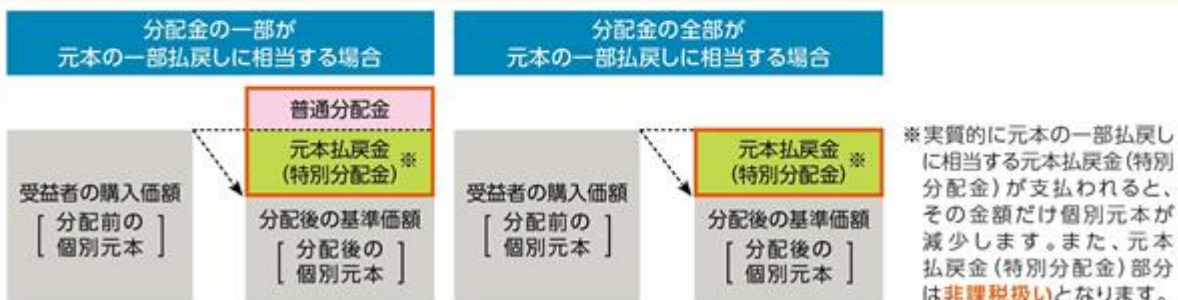 分配金の一部が
元本の一部払戻しに相当する場合
普通分配金
元本払戻金
(特別分配金)※
受益者の購入価額
[分配前の
個別元本]
分配後の基準価額
[分配後の
個別元本]
分配金の全部が
元本の一部払戻しに相当する場合
元本払戻金
(特別分配金)※
受益者の購入価額
[分配前の
個別元本]
分配後の基準価額
[分配後の
個別元本]
※実質的に元本の一部払戻し
に相当する元本払戻金(特別
分配金)が支払われると、
その金額だけ個別元本が
減少します。また、元本
払戻金(特別分配金)部分
は非課税扱いとなります。